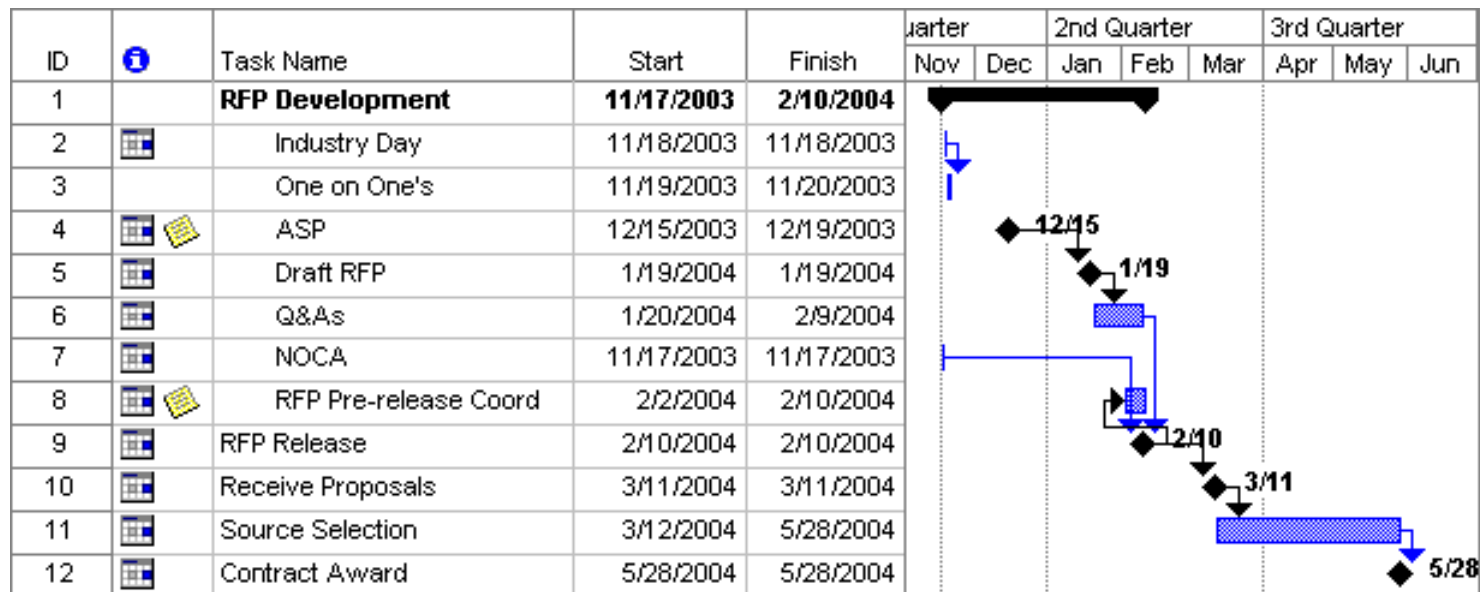 uarter 2nd Quarter 3rd Quarter
ID Task Name Start Finish Nov Dec Jan Feb Mar Apr May Jun
1 RFP Development 11/17/2003 2/10/2004
2 Industry Day 11/18/2003 11/18/2003
3 One on One's 11/19/2003 11/20/2003
4 ASP 12/15/2003 12/19/2003 12/15
5 Draft RFP 1/19/2004 1/19/2004 1/19
6 Q&As 1/20/2004 2/9/2004
7 NOCA 11/17/2003 11/17/2003
8 RFP Pre-release Coord 2/2/2004 2/10/2004
9 RFP Release 2/10/2004 2/10/2004 2/10
10 Receive Proposals 3/11/2004 3/11/2004 3/11
11 Source Selection 3/12/2004 5/28/2004
12 Contract Award 5/28/2004 5/28/2004 5/28